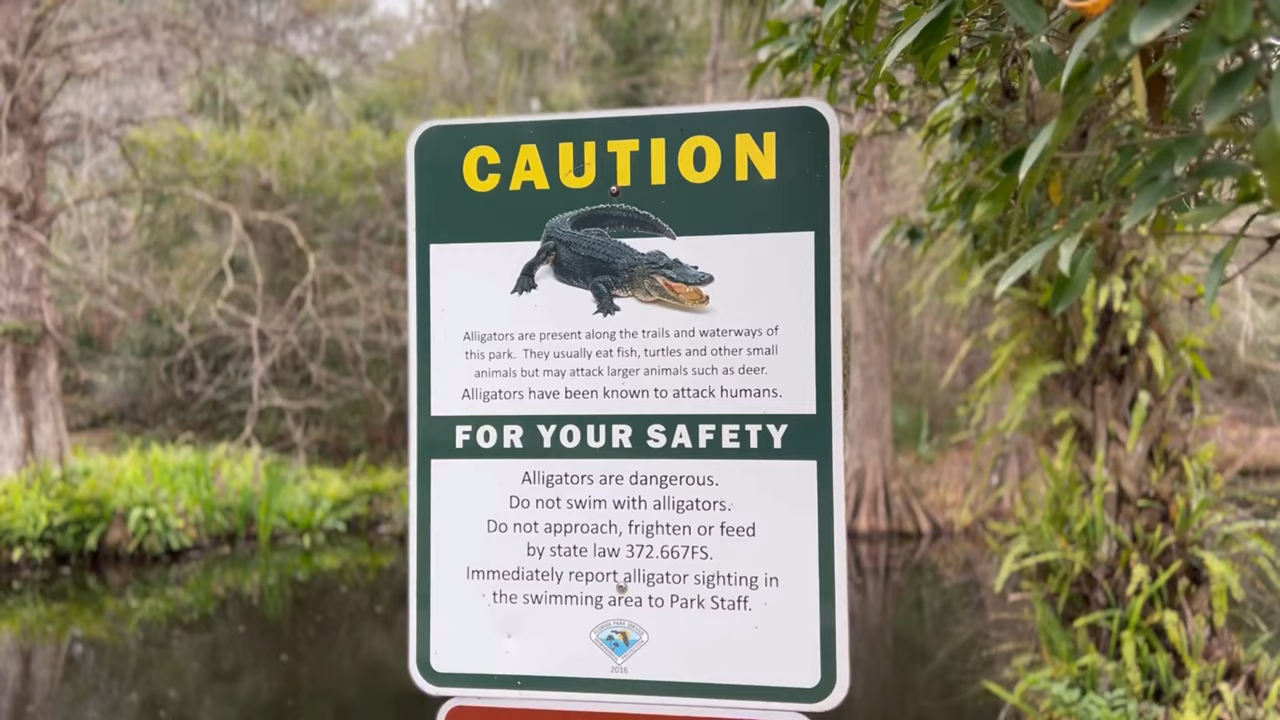 CAUTION
Alligators are present along the trails and waterways of
this park. They usually eat fish, turtles and other small
animals but may attack larger animals such as deer.
Alligators have been known to attack humans.
FOR YOUR SAFETY
Alligators are dangerous.
Do not swim with alligators.
Do not approach, frighten or feed
by state law 372.667FS.
Immediately report alligator sighting in
the swimming area to Park Staff.
FLORIDA PARK SERVICE
2016